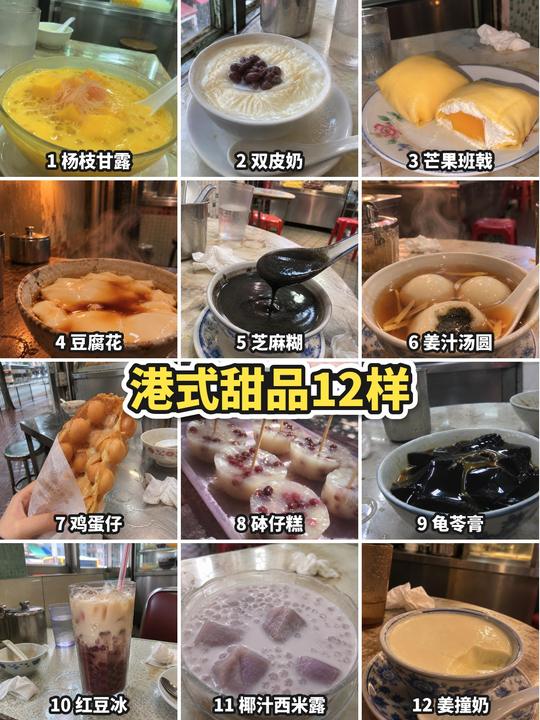 1 杨枝甘露
2 双皮奶
3 芒果班戟
4 豆腐花
5 芝麻糊
6 姜汁汤圆
港式甜品12样
7 鸡蛋仔
8 砵仔糕
9 龟苓膏
10 红豆冰
11 椰汁西米露
12 姜撞奶